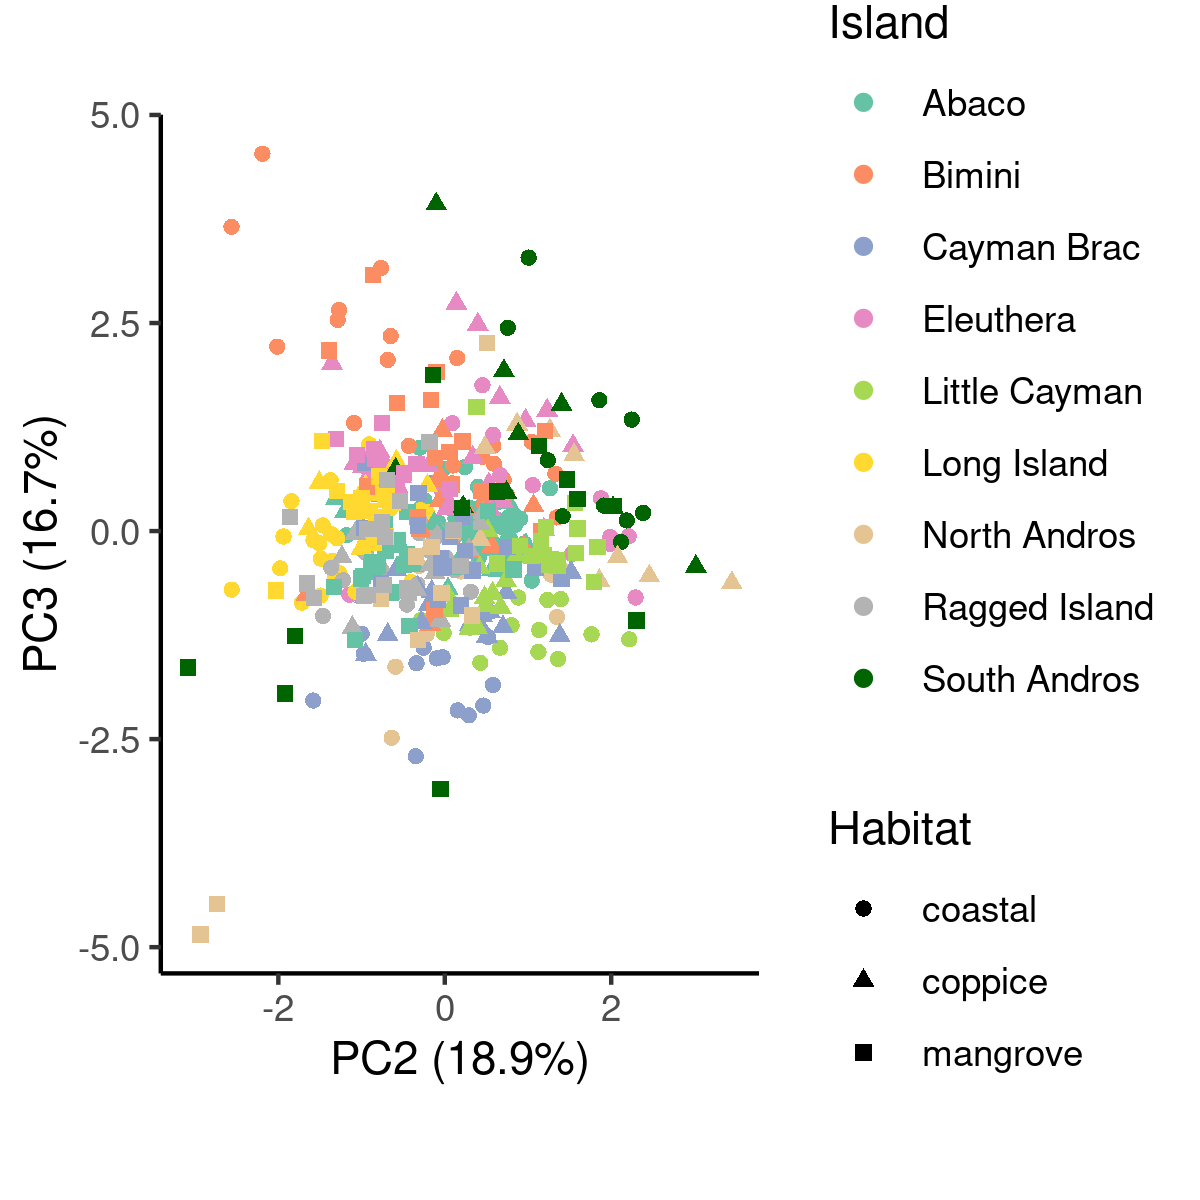 Island
Abaco
Bimini
Cayman Brac
Eleuthera
Little Cayman
Long Island
North Andros
Ragged Island
South Andros
Habitat
coastal
coppice
mangrove
5.0
2.5
0.0
-2.5
-5.0
PC3 (16.7%)
-2 0 2
PC2 (18.9%)